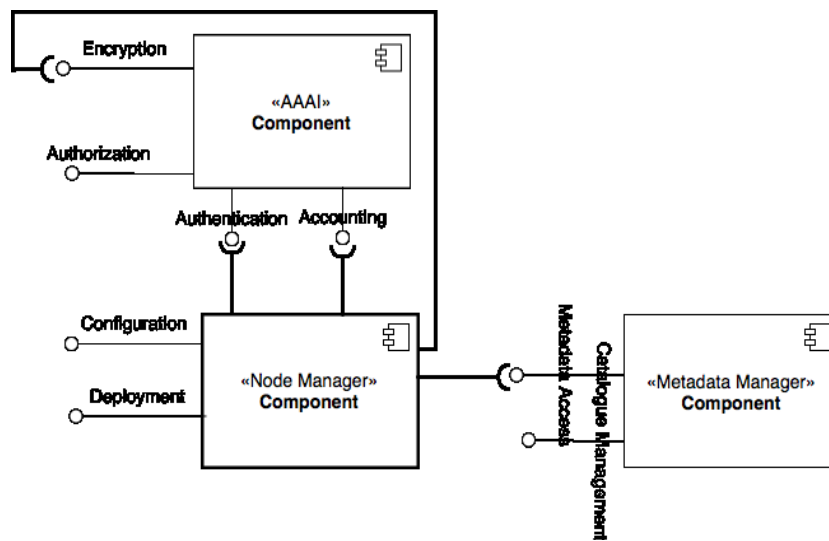 Encryption
«AAAI»
Component
Authorization
Authentication
Accounting
Configuration
«Node Manager»
Component
Deployment
Metadata Access
Catalogue Management
«Metadata Manager»
Component